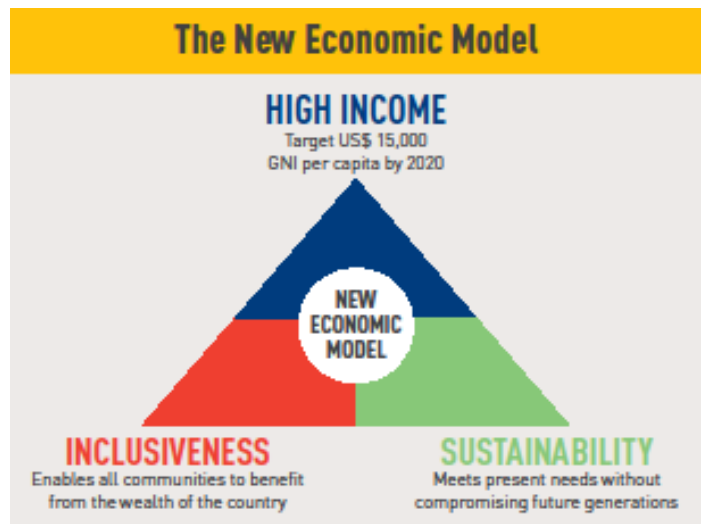 The New Economic Model
HIGH INCOME
Target US$ 15,000
GNI per capita by 2020
NEW
ECONOMIC
MODEL
INCLUSIVENESS
Enables all communities to benefit
from the wealth of the country
SUSTAINABILITY
Meets present needs without
compromising future generations